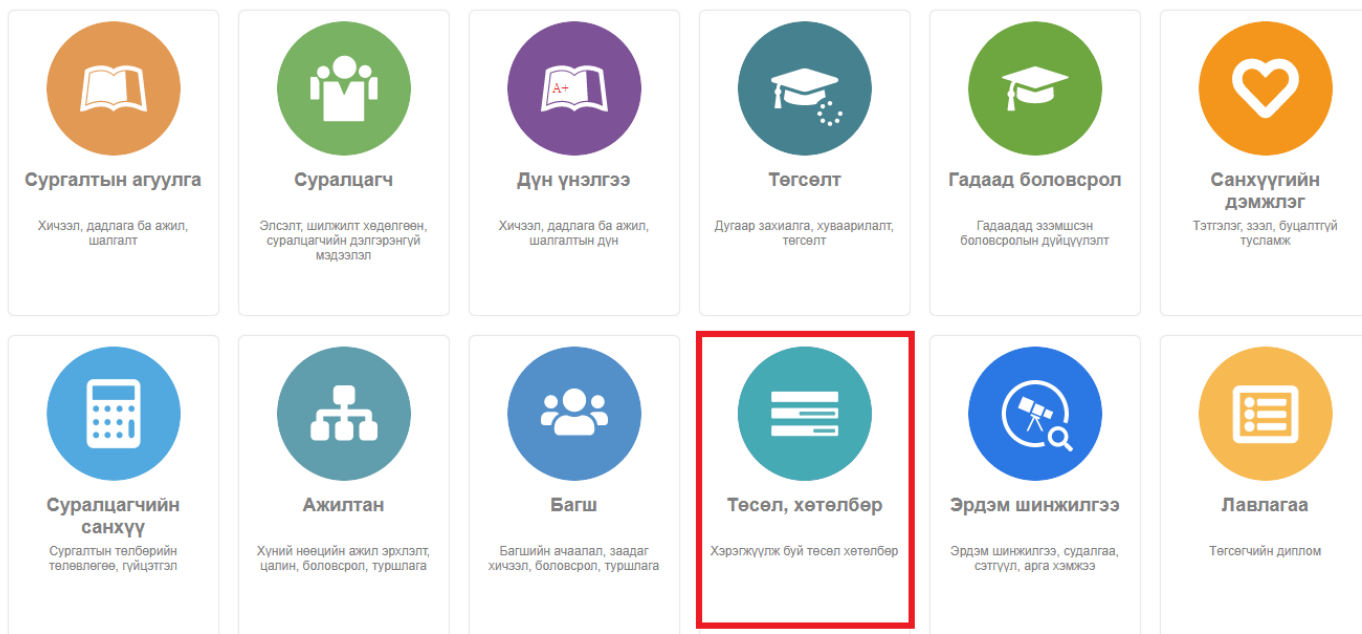 A+
Сургалтын агуулга
Хичээл, дадлага ба ажил,
шалгалт
Суралцагч
Элсэлт, шилжилт хөдөлгөөн,
суралцагчийн дэлгэрэнгүй
мэдээлэл
Дүн үнэлгээ
Хичээл, дадлага ба ажил,
шалгалтын дүн
Төгсөлт
Дугаар захиалга, хуваарилалт,
төгсөлт
Гадаад боловсрол
Гадаадад эзэмшсэн
боловсролын дүйцүүлэлт
Санхүүгийн
дэмжлэг
Тэтгэлэг, зээл, буцалтгүй
тусламж
Суралцагчийн
санхүү
Сургалтын төлбөрийн
төлөвлөгөө, гүйцэтгэл
Ажилтан
Хүний нөөцийн ажил эрхлэлт,
цалин, боловсрол, туршлага
Багш
Багшийн ачаалал, заадаг
хичээл, боловсрол, туршлага
Төсөл, хөтөлбөр
Хэрэгжүүлж буй төсөл хөтөлбөр
Эрдэм шинжилгээ
Эрдэм шинжилгээ, судалгаа,
сэтгүүл, арга хэмжээ
Лавлагаа
Төгсөгчийн диплом